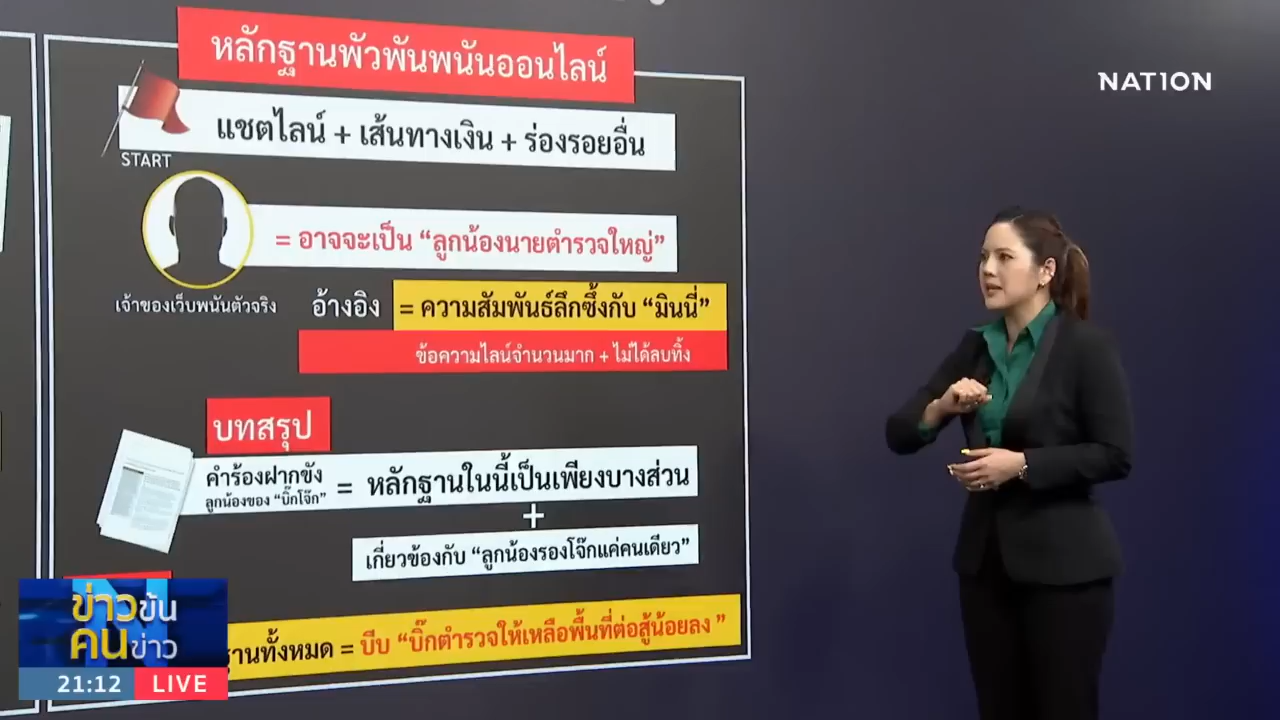 หลักฐานพัวพันพนันออนไลน์
NATION
แชตไลน์ + เส้นทางเงิน + ร่องรอยอื่น
START
= อาจจะเป็น “ลูกน้องนายตำรวจใหญ่”
เจ้าของเว็บพนันตัวจริง
อ้างอิง = ความสัมพันธ์ลึกซึ้งกับ “มินนี่”
ข้อความไลน์จำนวนมาก + ไม่ได้ลบทิ้ง
บทสรุป
คำร้องฝากขัง
ลูกน้องของ “บิ๊กโจ๊ก”
= หลักฐานในนี้เป็นเพียงบางส่วน
+
เกี่ยวข้องกับ “ลูกน้องรองโจ๊กแค่คนเดียว”
ฐานทั้งหมด = บีบ “บิ๊กตำรวจให้เหลือพื้นที่ต่อสู้น้อยลง ”
ข่าวข้น
คนข่าว
21:12 LIVE